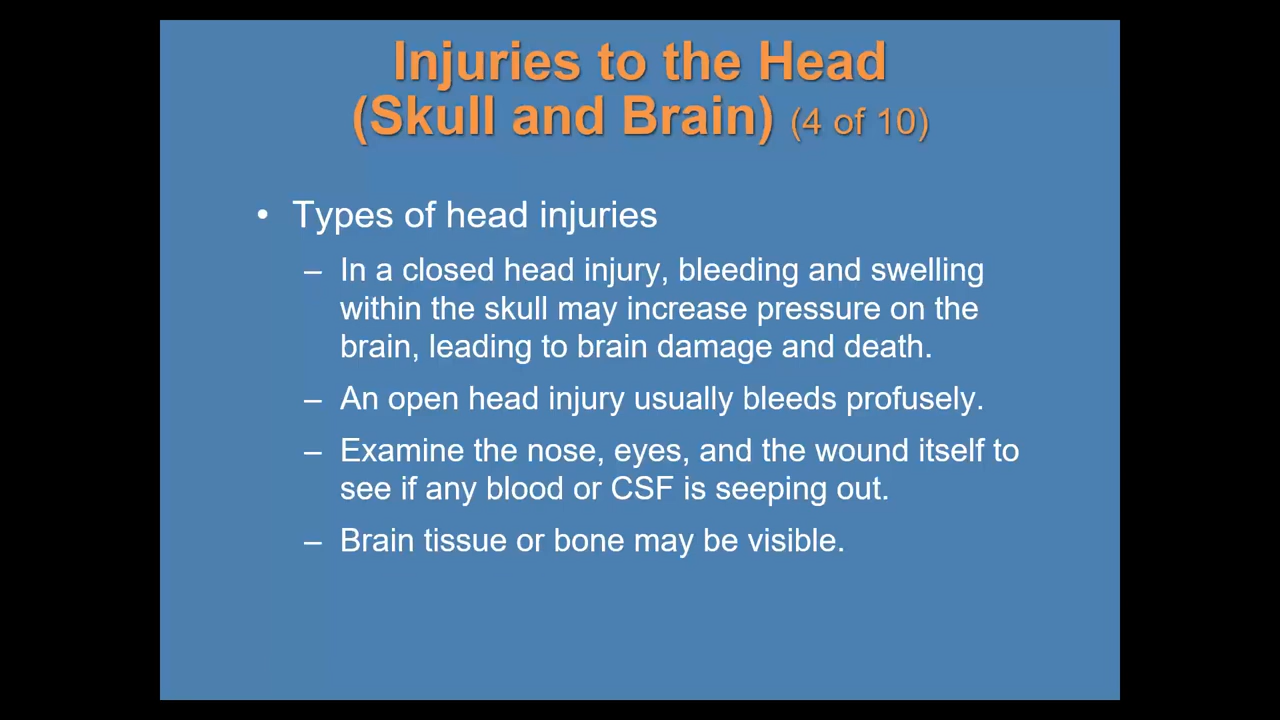 Injuries to the Head
(Skull and Brain) (4 of 10)
• Types of head injuries
– In a closed head injury, bleeding and swelling
within the skull may increase pressure on the
brain, leading to brain damage and death.
– An open head injury usually bleeds profusely.
– Examine the nose, eyes, and the wound itself to
see if any blood or CSF is seeping out.
– Brain tissue or bone may be visible.